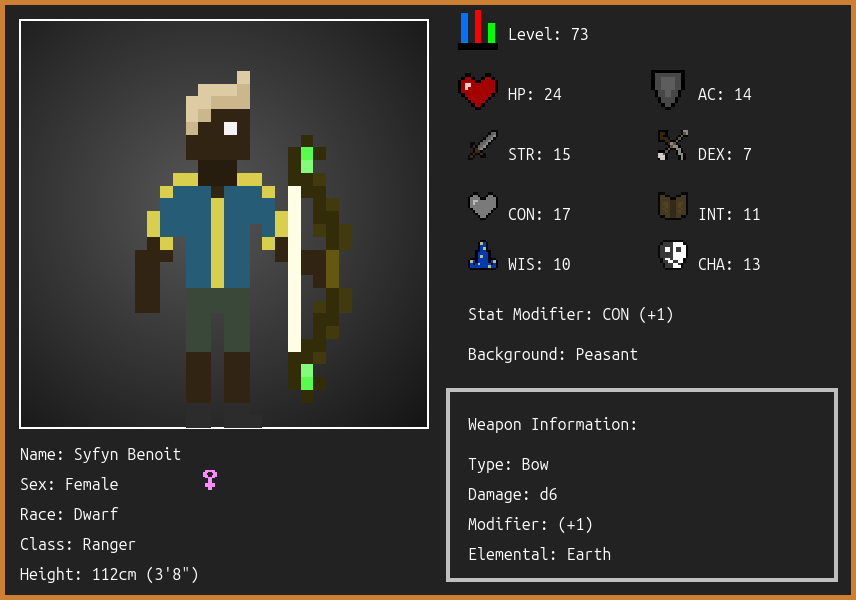 Level: 73
HP: 24
AC: 14
STR: 15
DEX: 7
CON: 17
INT: 11
WIS: 10
CHA: 13
Stat Modifier: CON (+1)
Background: Peasant
Weapon Information:
Type: Bow
Damage: d6
Modifier: (+1)
Elemental: Earth
Name: Syfyn Benoit
Sex: Female
Race: Dwarf
Class: Ranger
Height: 112cm (3'8")